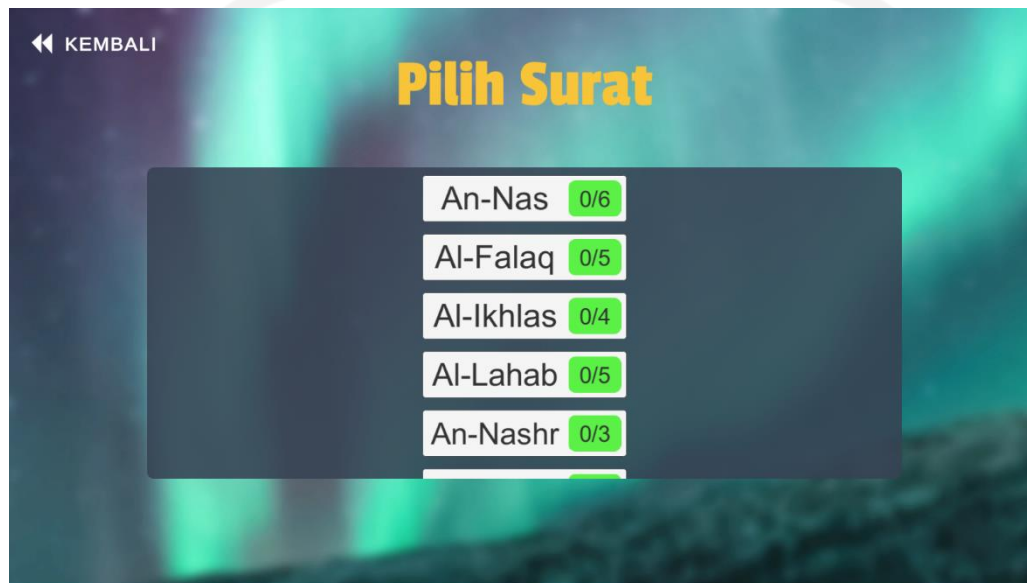 KEMBALI
Pilih Surat
An-Nas 0/6
Al-Falaq 0/5
Al-Ikhlas 0/4
Al-Lahab 0/5
An-Nashr 0/3